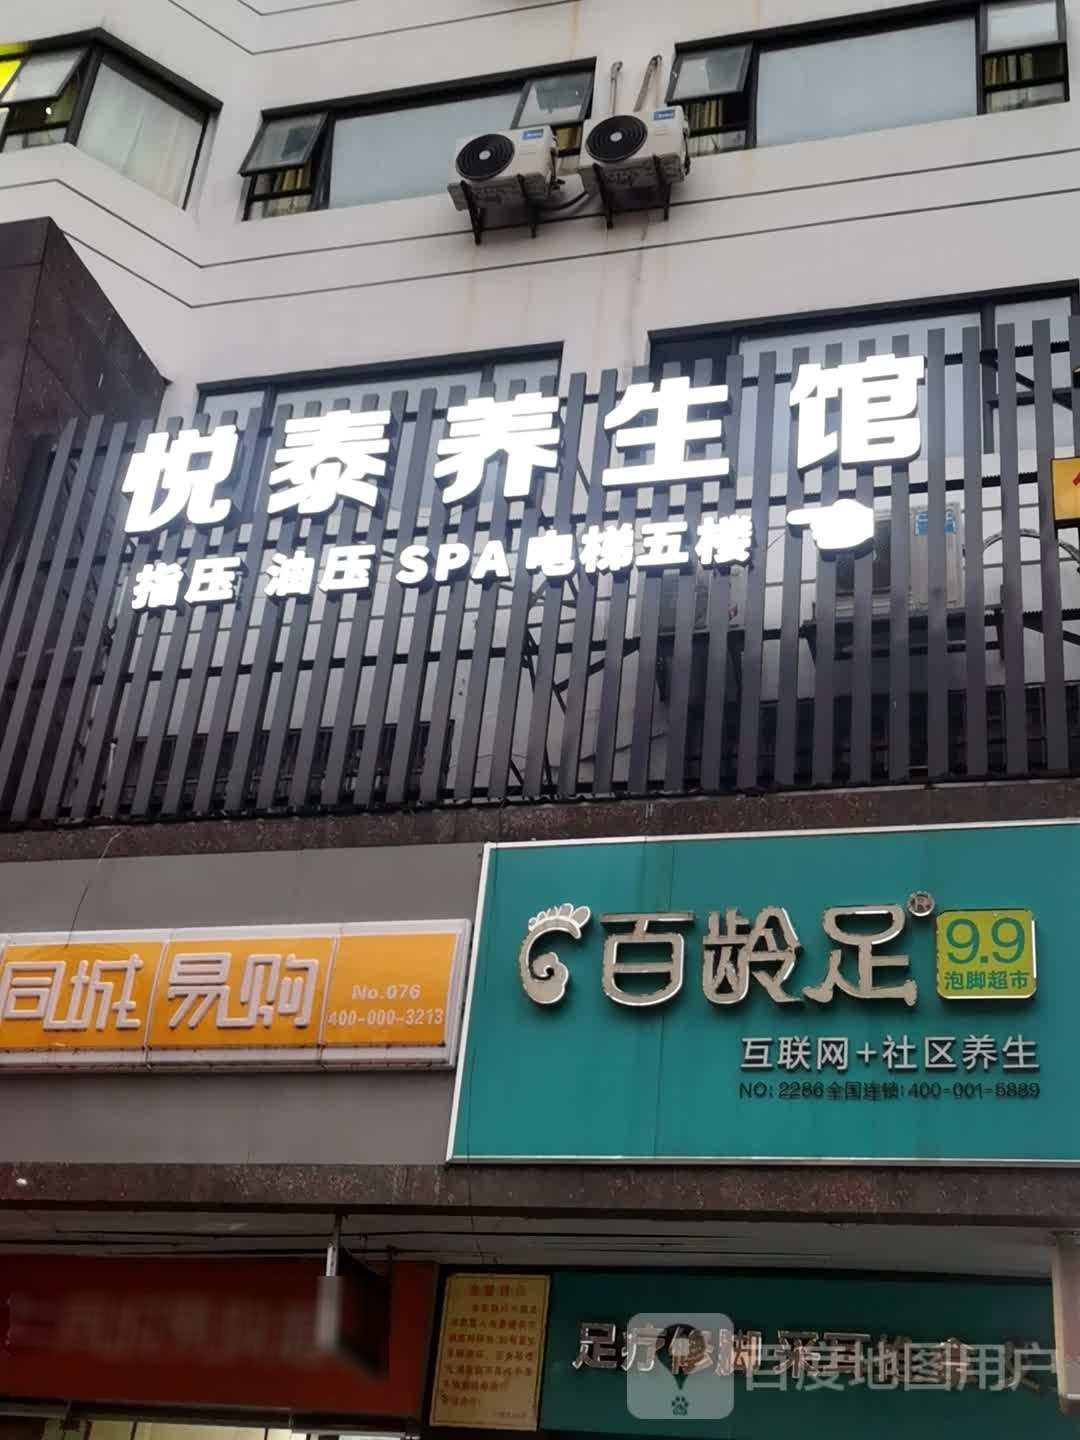 悦泰养生馆
指压 油压 SPA 电梯五楼
同城易购
No.076
400-000-3213
百龄足®
9.9
泡脚超市
互联网+社区养生
NO:2286全国连锁:400-001-5889
足疗 修脚 采耳
百度地图用户